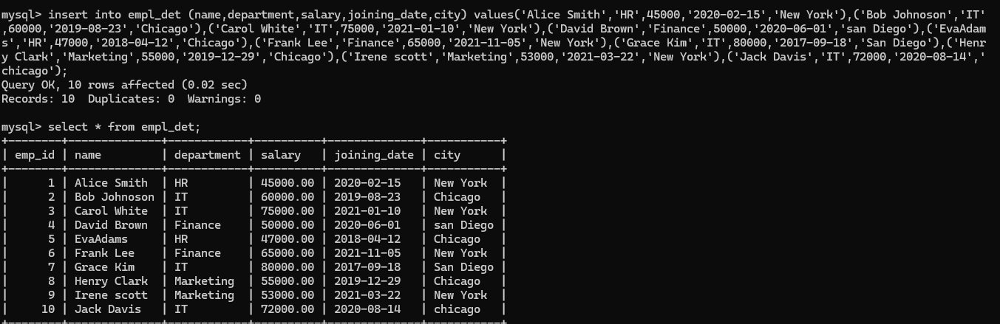 mysql> insert into empl_det (name,department,salary,joining_date,city) values('Alice Smith','HR',45000,'2020-02-15','New York'),('Bob Johnoson','IT'
,60000,'2019-08-23','Chicago'),('Carol White','IT',75000,'2021-01-10','New York'),('David Brown','Finance',50000,'2020-06-01','san Diego'),('EvaAdam
s','HR',47000,'2018-04-12','Chicago'),('Frank Lee','Finance',65000,'2021-11-05','New York'),('Grace Kim','IT',80000,'2017-09-18','San Diego'),('Henr
y Clark','Marketing',55000,'2019-12-29','Chicago'),('Irene scott','Marketing',53000,'2021-03-22','New York'),('Jack Davis','IT',72000,'2020-08-14','
chicago');
Query OK, 10 rows affected (0.02 sec)
Records: 10  Duplicates: 0  Warnings: 0

mysql> select * from empl_det;
+--------+--------------+------------+----------+--------------+-----------+
| emp_id | name         | department | salary   | joining_date | city      |
+--------+--------------+------------+----------+--------------+-----------+
|      1 | Alice Smith  | HR         | 45000.00 | 2020-02-15   | New York  |
|      2 | Bob Johnoson | IT         | 60000.00 | 2019-08-23   | Chicago   |
|      3 | Carol White  | IT         | 75000.00 | 2021-01-10   | New York  |
|      4 | David Brown  | Finance    | 50000.00 | 2020-06-01   | san Diego |
|      5 | EvaAdams     | HR         | 47000.00 | 2018-04-12   | Chicago   |
|      6 | Frank Lee    | Finance    | 65000.00 | 2021-11-05   | New York  |
|      7 | Grace Kim    | IT         | 80000.00 | 2017-09-18   | San Diego |
|      8 | Henry Clark  | Marketing  | 55000.00 | 2019-12-29   | Chicago   |
|      9 | Irene scott  | Marketing  | 53000.00 | 2021-03-22   | New York  |
|     10 | Jack Davis   | IT         | 72000.00 | 2020-08-14   | chicago   |
+--------+--------------+------------+----------+--------------+-----------+